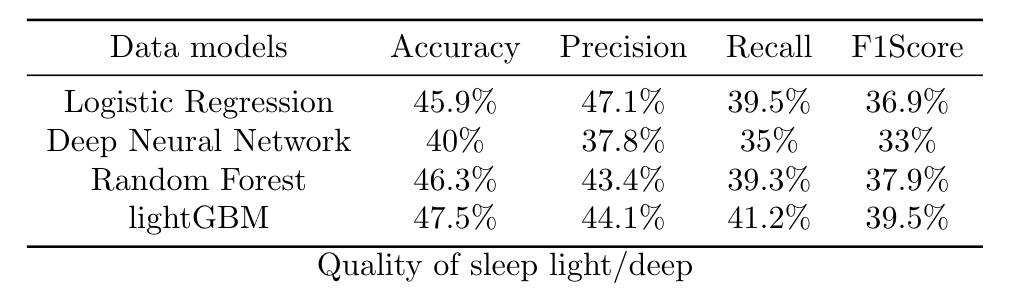 Data models Accuracy Precision Recall F1Score
Logistic Regression 45.9% 47.1% 39.5% 36.9%
Deep Neural Network 40% 37.8% 35% 33%
Random Forest 46.3% 43.4% 39.3% 37.9%
lightGBM 47.5% 44.1% 41.2% 39.5%
Quality of sleep light/deep